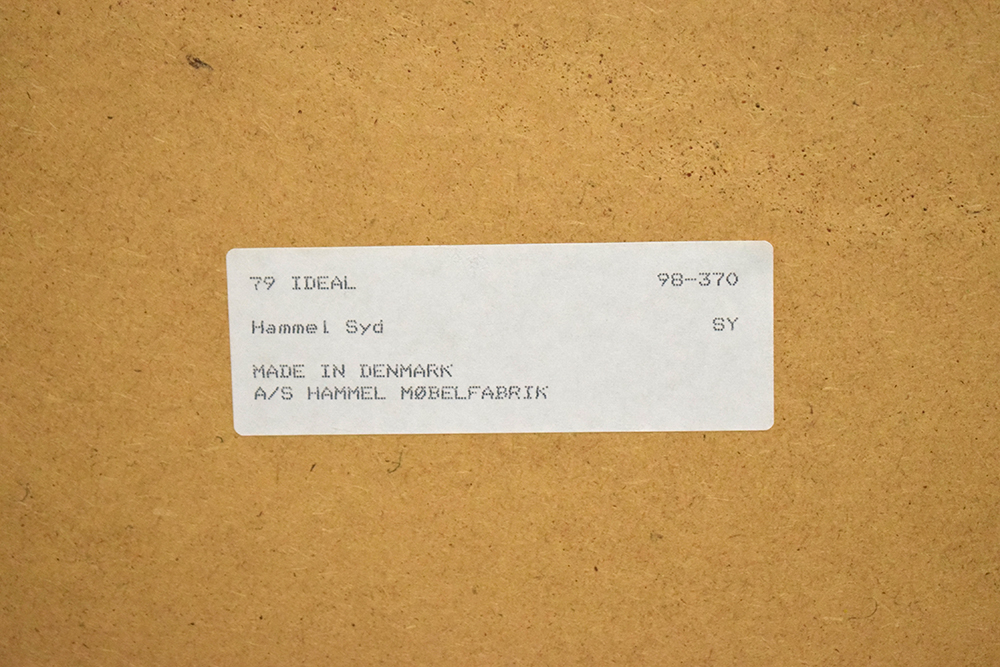 79 IDEAL 98-370
Hammel Syd SY
MADE IN DENMARK
A/S HAMMEL MØBELFABRIK